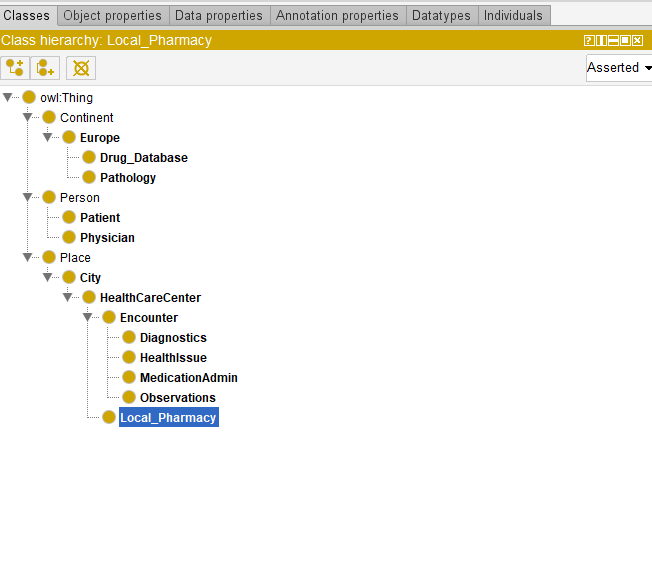 Classes Object properties Data properties Annotation properties Datatypes Individuals
Class hierarchy: Local_Pharmacy
Asserted
owl:Thing
Continent
Europe
Drug_Database
Pathology
Person
Patient
Physician
Place
City
HealthCareCenter
Encounter
Diagnostics
HealthIssue
MedicationAdmin
Observations
Local_Pharmacy